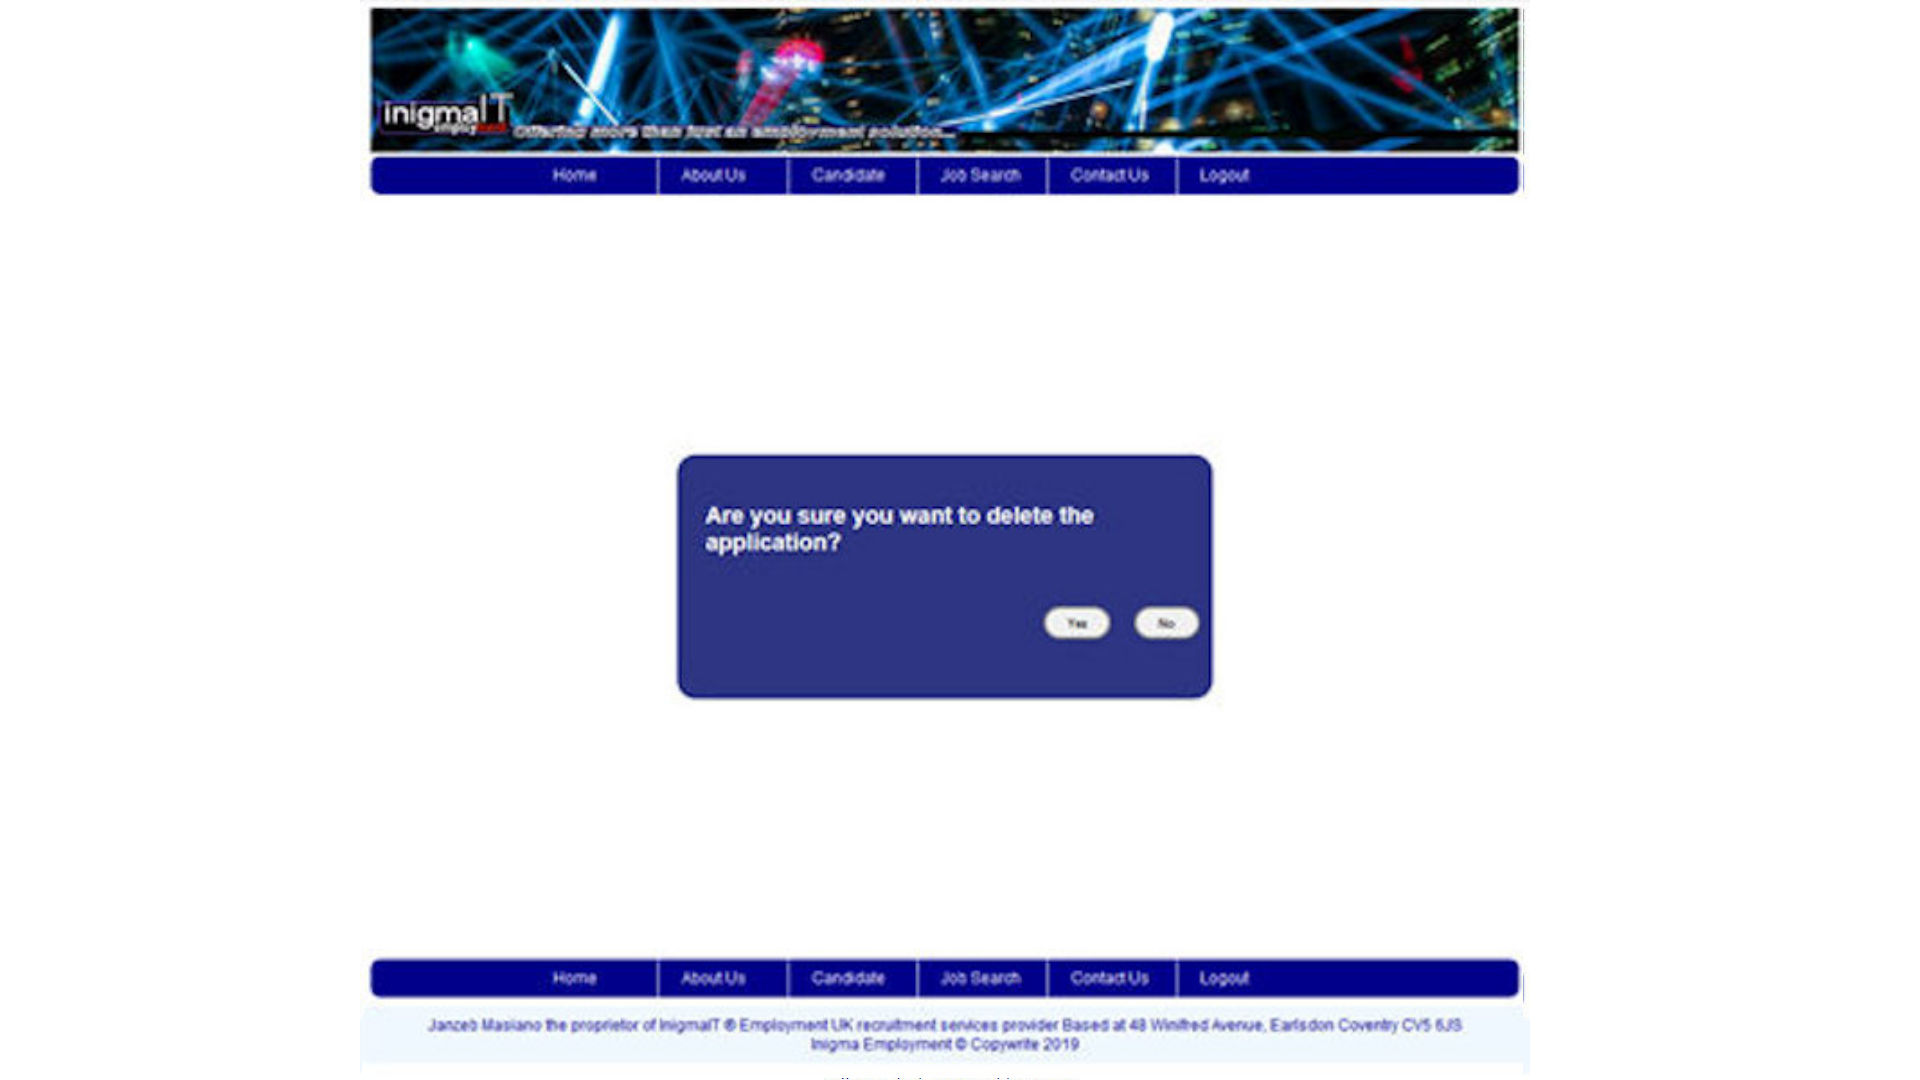 inigmaIT
employment
Offering more than just an employment solution...
Home About Us Candidate Job Search Contact Us Logout
Are you sure you want to delete the
application?
Yes No
Home About Us Candidate Job Search Contact Us Logout
Janzeb Masiano the proprietor of InigmaIT ® Employment UK recruitment services provider Based at 48 Winifred Avenue, Earlsdon Coventry CV5 6JS
Inigma Employment © Copywrite 2019